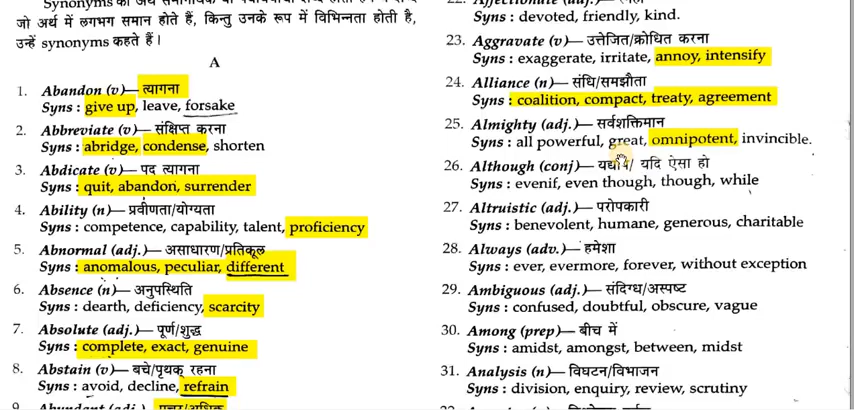 जो अर्थ में लगभग समान होते हैं, किन्तु उनके रूप में विभिन्नता होती है,
उन्हें synonyms कहते हैं।
A
1. Abandon (v)— त्यागना
Syns : give up, leave, forsake
2. Abbreviate (v)— संक्षिप्त करना
Syns : abridge, condense, shorten
3. Abdicate (v)— पद त्यागना
Syns : quit, abandon, surrender
4. Ability (n)— प्रवीणता/योग्यता
Syns : competence, capability, talent, proficiency
5. Abnormal (adj.)— असाधारण/प्रतिकूल
Syns : anomalous, peculiar, different
6. Absence (n)— अनुपस्थिति
Syns : dearth, deficiency, scarcity
7. Absolute (adj.)— पूर्ण/शुद्ध
Syns : complete, exact, genuine
8. Abstain (v)— बचे/पृथक् रहना
Syns : avoid, decline, refrain
Syns : devoted, friendly, kind.
23. Aggravate (v)— उत्तेजित/क्रोधित करना
Syns : exaggerate, irritate, annoy, intensify
24. Alliance (n)— संधि/समझौता
Syns : coalition, compact, treaty, agreement
25. Almighty (adj.)— सर्वशक्तिमान
Syns : all powerful, great, omnipotent, invincible.
26. Although (conj)— यद्यपि/ यदि ऐसा हो
Syns : evenif, even though, though, while
27. Altruistic (adj.)— परोपकारी
Syns : benevolent, humane, generous, charitable
28. Always (adv.)— हमेशा
Syns : ever, evermore, forever, without exception
29. Ambiguous (adj.)— संदिग्ध/अस्पष्ट
Syns : confused, doubtful, obscure, vague
30. Among (prep)— बीच में
Syns : amidst, amongst, between, midst
31. Analysis (n)— विघटन/विभाजन
Syns : division, enquiry, review, scrutiny